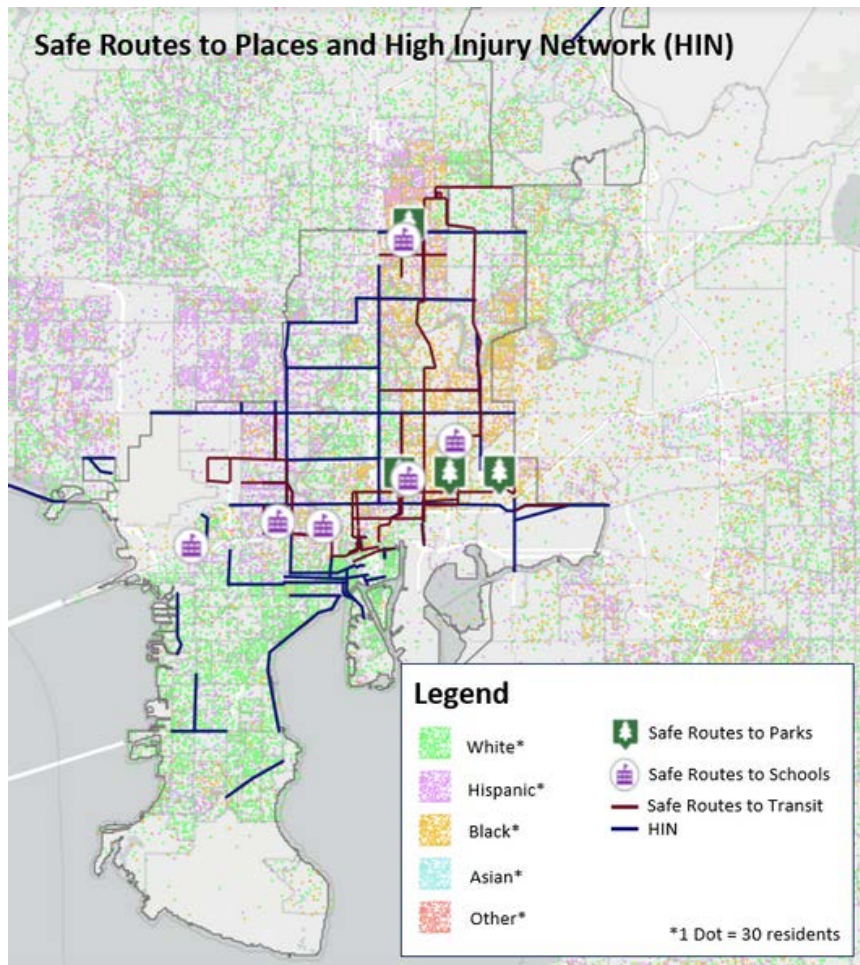 Safe Routes to Places and High Injury Network (HIN)
Legend
White*
Hispanic*
Black*
Asian*
Other*
Safe Routes to Parks
Safe Routes to Schools
Safe Routes to Transit
HIN
*1 Dot = 30 residents